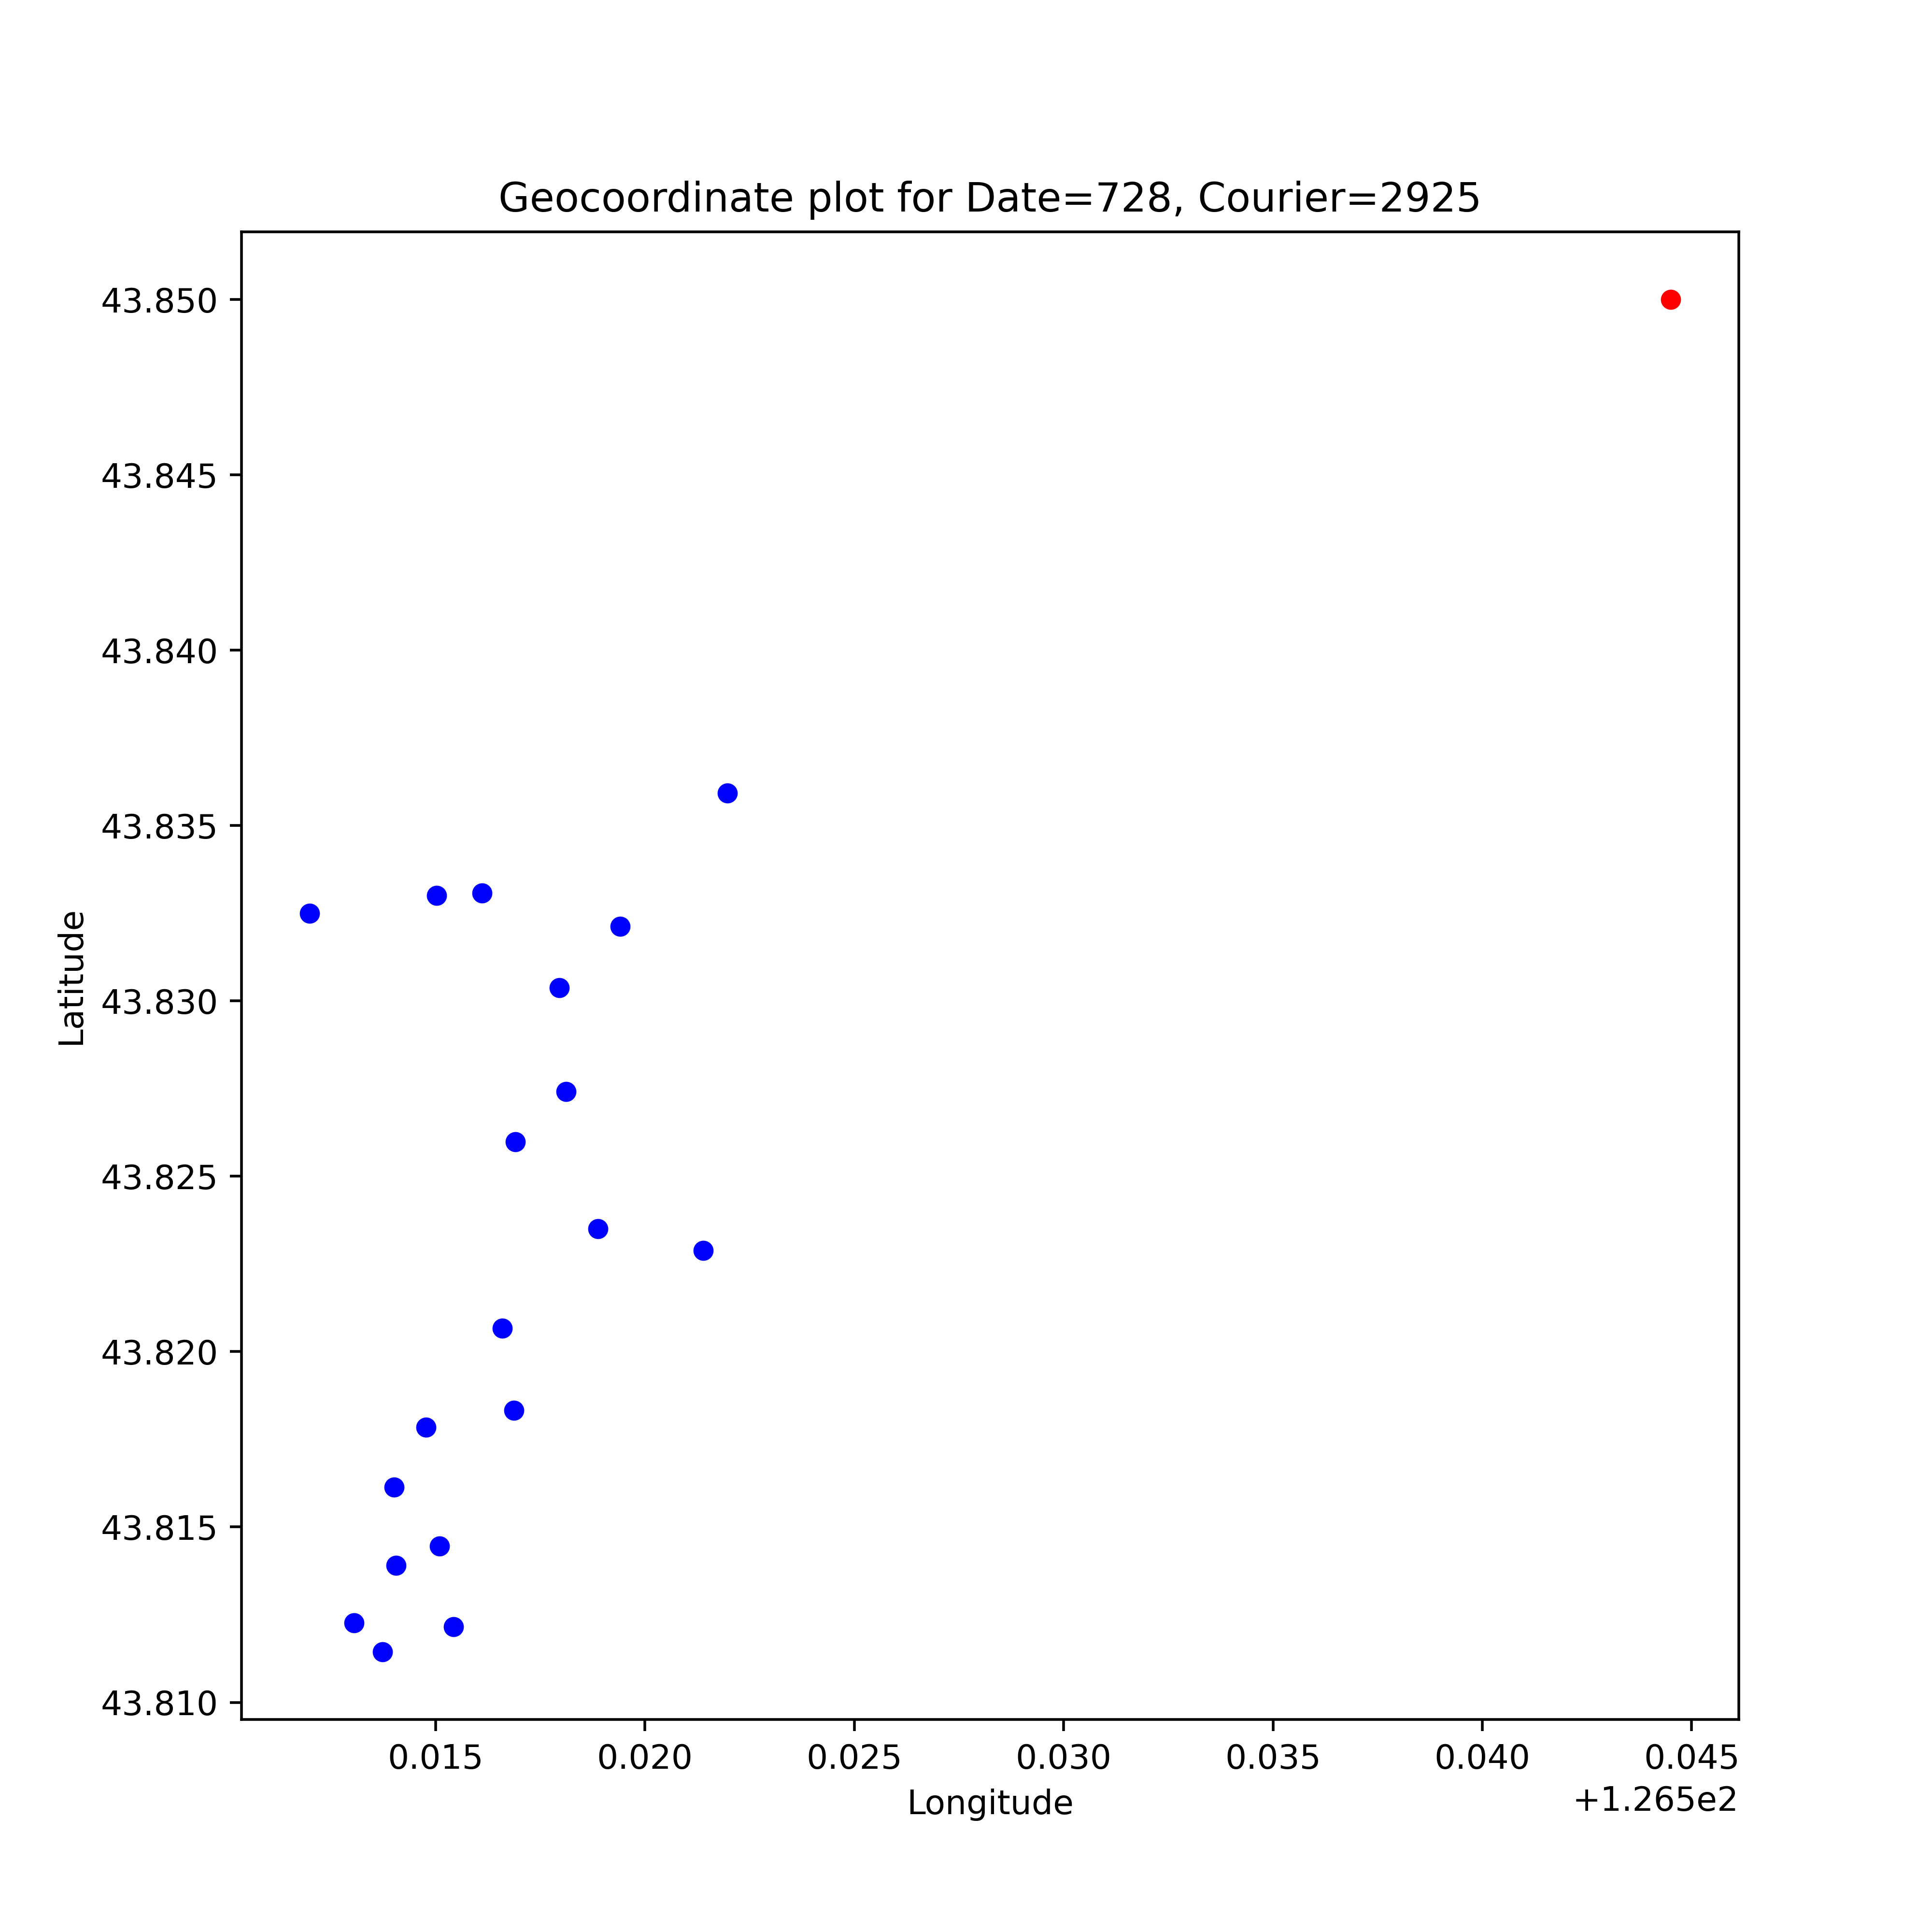 Geocoordinate plot for Date=728, Courier=2925
43.850
43.845
43.840
43.835
43.830
43.825
43.820
43.815
43.810
Latitude
0.015 0.020 0.025 0.030 0.035 0.040 0.045
+1.265e2
Longitude